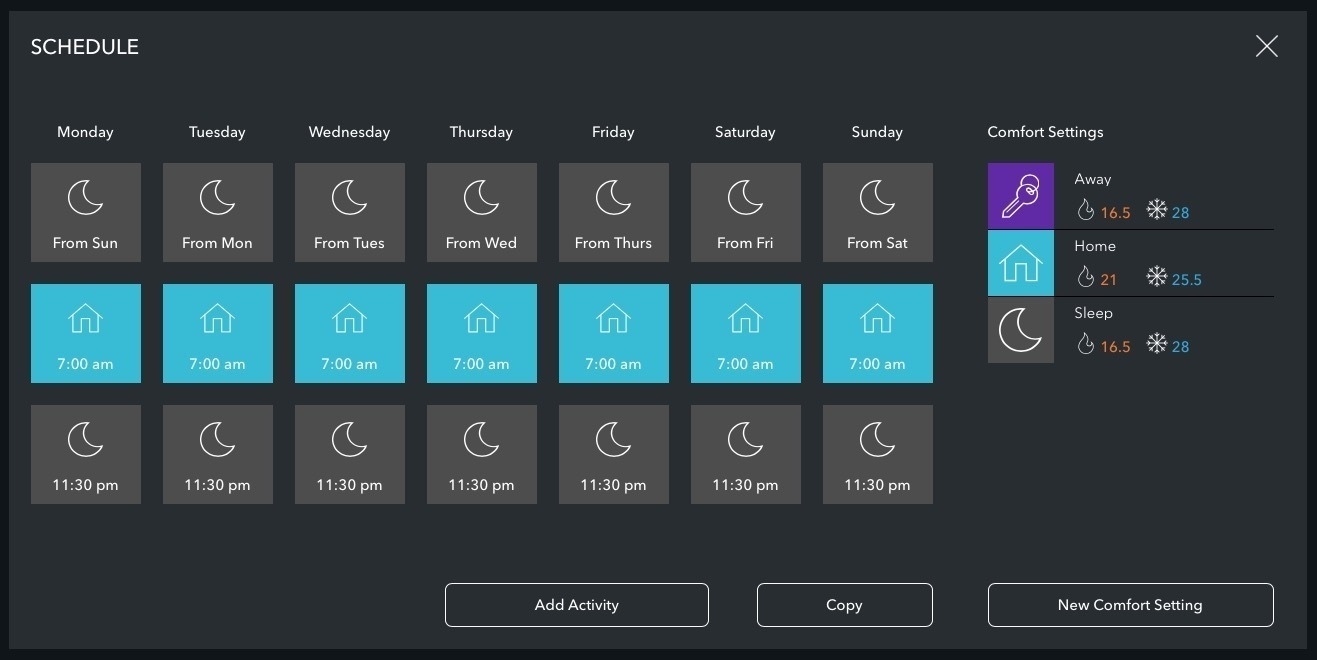 SCHEDULE
Monday Tuesday Wednesday Thursday Friday Saturday Sunday
From Sun From Mon From Tues From Wed From Thurs From Fri From Sat
7:00 am 7:00 am 7:00 am 7:00 am 7:00 am 7:00 am 7:00 am
11:30 pm 11:30 pm 11:30 pm 11:30 pm 11:30 pm 11:30 pm 11:30 pm
Comfort Settings
Away
16.5 28
Home
21 25.5
Sleep
16.5 28
Add Activity Copy New Comfort Setting